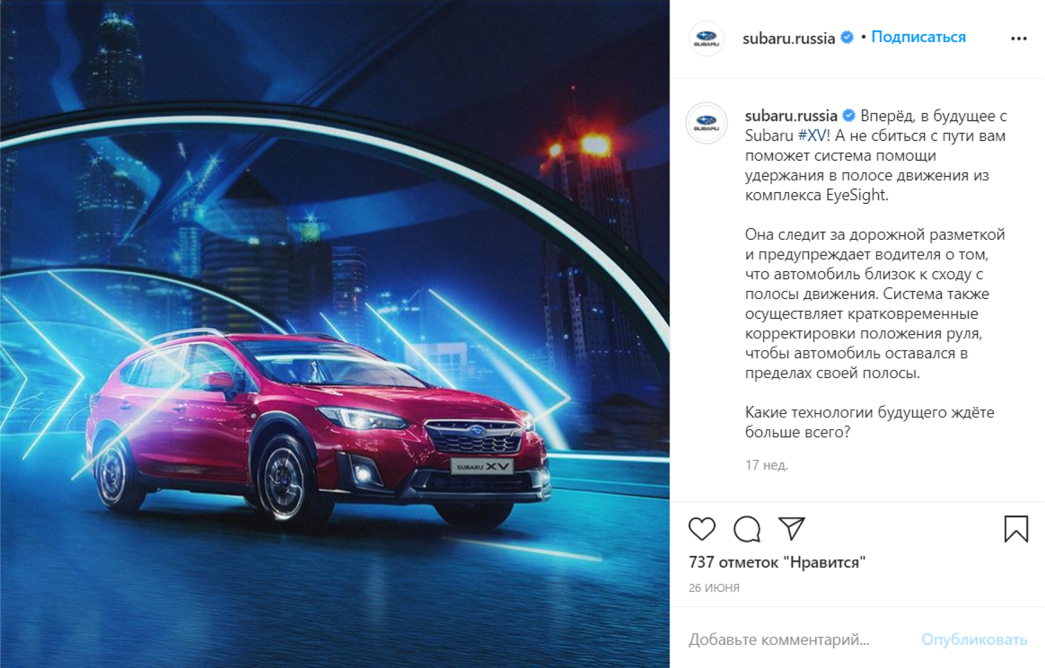 SUBARU XV
SUBARU
subaru.russia • Подписаться
SUBARU
subaru.russia Вперёд, в будущее с
Subaru #XV! А не сбиться с пути вам
поможет система помощи
удержания в полосе движения из
комплекса EyeSight.
Она следит за дорожной разметкой
и предупреждает водителя о том,
что автомобиль близок к сходу с
полосы движения. Система также
осуществляет кратковременные
корректировки положения руля,
чтобы автомобиль оставался в
пределах своей полосы.
Какие технологии будущего ждёте
больше всего?
17 нед.
737 отметок "Нравится"
26 ИЮНЯ
Добавьте комментарий...
Опубликовать